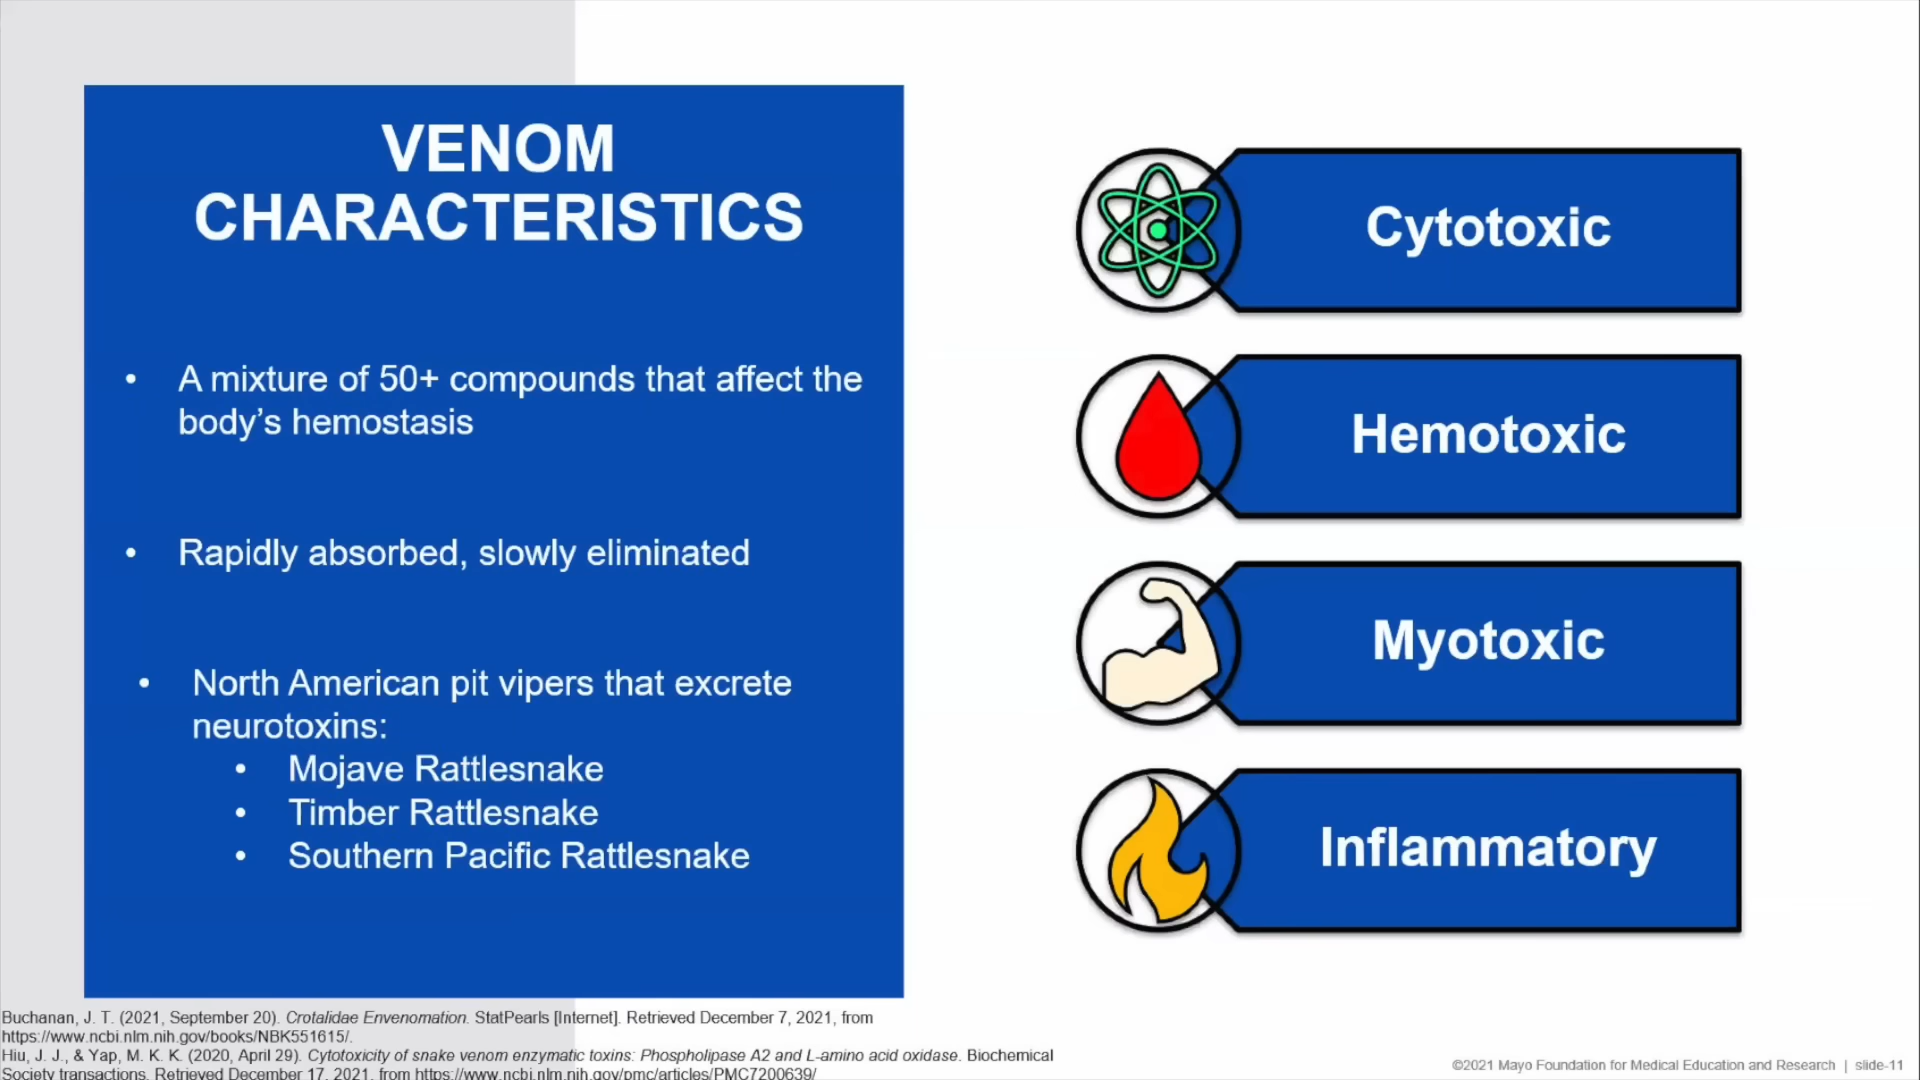 VENOM
CHARACTERISTICS
• A mixture of 50+ compounds that affect the
body’s hemostasis
• Rapidly absorbed, slowly eliminated
• North American pit vipers that excrete
neurotoxins:
• Mojave Rattlesnake
• Timber Rattlesnake
• Southern Pacific Rattlesnake
Cytotoxic
Hemotoxic
Myotoxic
Inflammatory
Buchanan, J. T. (2021, September 20). Crotalidae Envenomation. StatPearls [Internet]. Retrieved December 7, 2021, from
https://www.ncbi.nlm.nih.gov/books/NBK551615/.
Hiu, J. J., & Yap, M. K. K. (2020, April 29). Cytotoxicity of snake venom enzymatic toxins: Phospholipase A2 and L-amino acid oxidase. Biochemical
Society transactions. Retrieved December 17, 2021, from https://www.ncbi.nlm.nih.gov/pmc/articles/PMC7200639/
©2021 Mayo Foundation for Medical Education and Research | slide-11